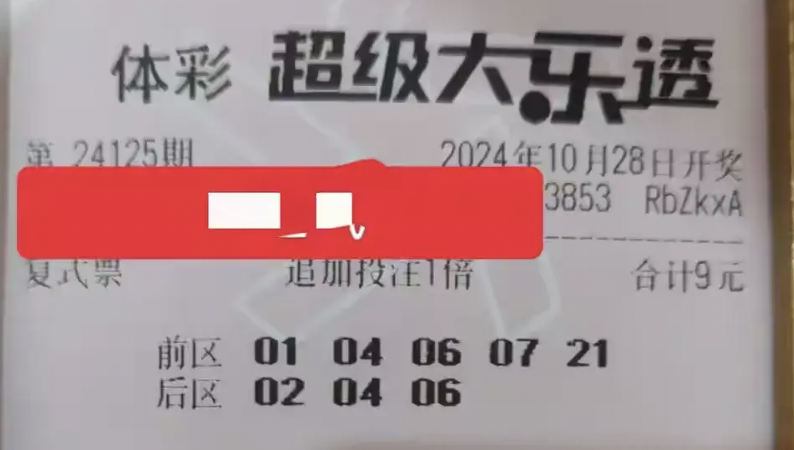 体彩 超级大乐透
第 24125期 2024年10月28日开奖
3853 RbZkxA
复式票 追加投注1倍 合计9元
前区 01 04 06 07 21
后区 02 04 06